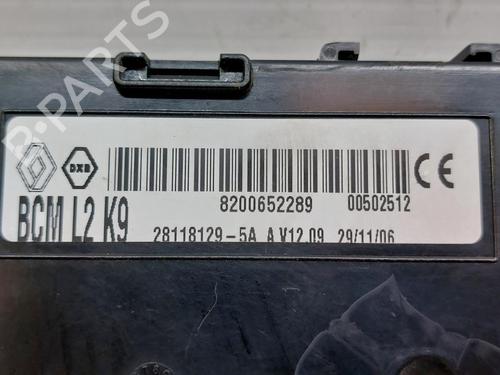 B-PARTS
DXB
8200652289 00502512
BCM L2 K9
28118129-5A A V12.09 29/11/06
CE